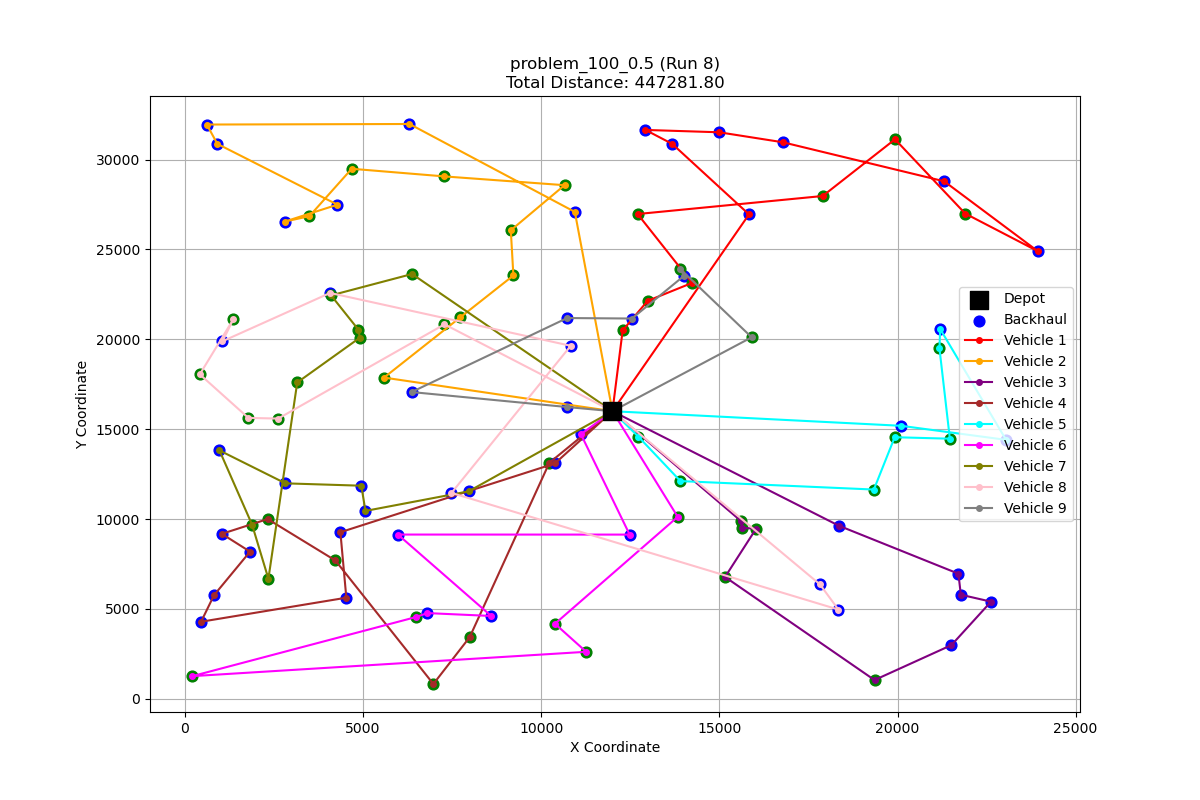 problem_100_0.5 (Run 8)
Total Distance: 447281.80
Y Coordinate
30000
25000
20000
15000
10000
5000
0
0
5000
10000
15000
20000
25000
X Coordinate
Depot
Backhaul
Vehicle 1
Vehicle 2
Vehicle 3
Vehicle 4
Vehicle 5
Vehicle 6
Vehicle 7
Vehicle 8
Vehicle 9